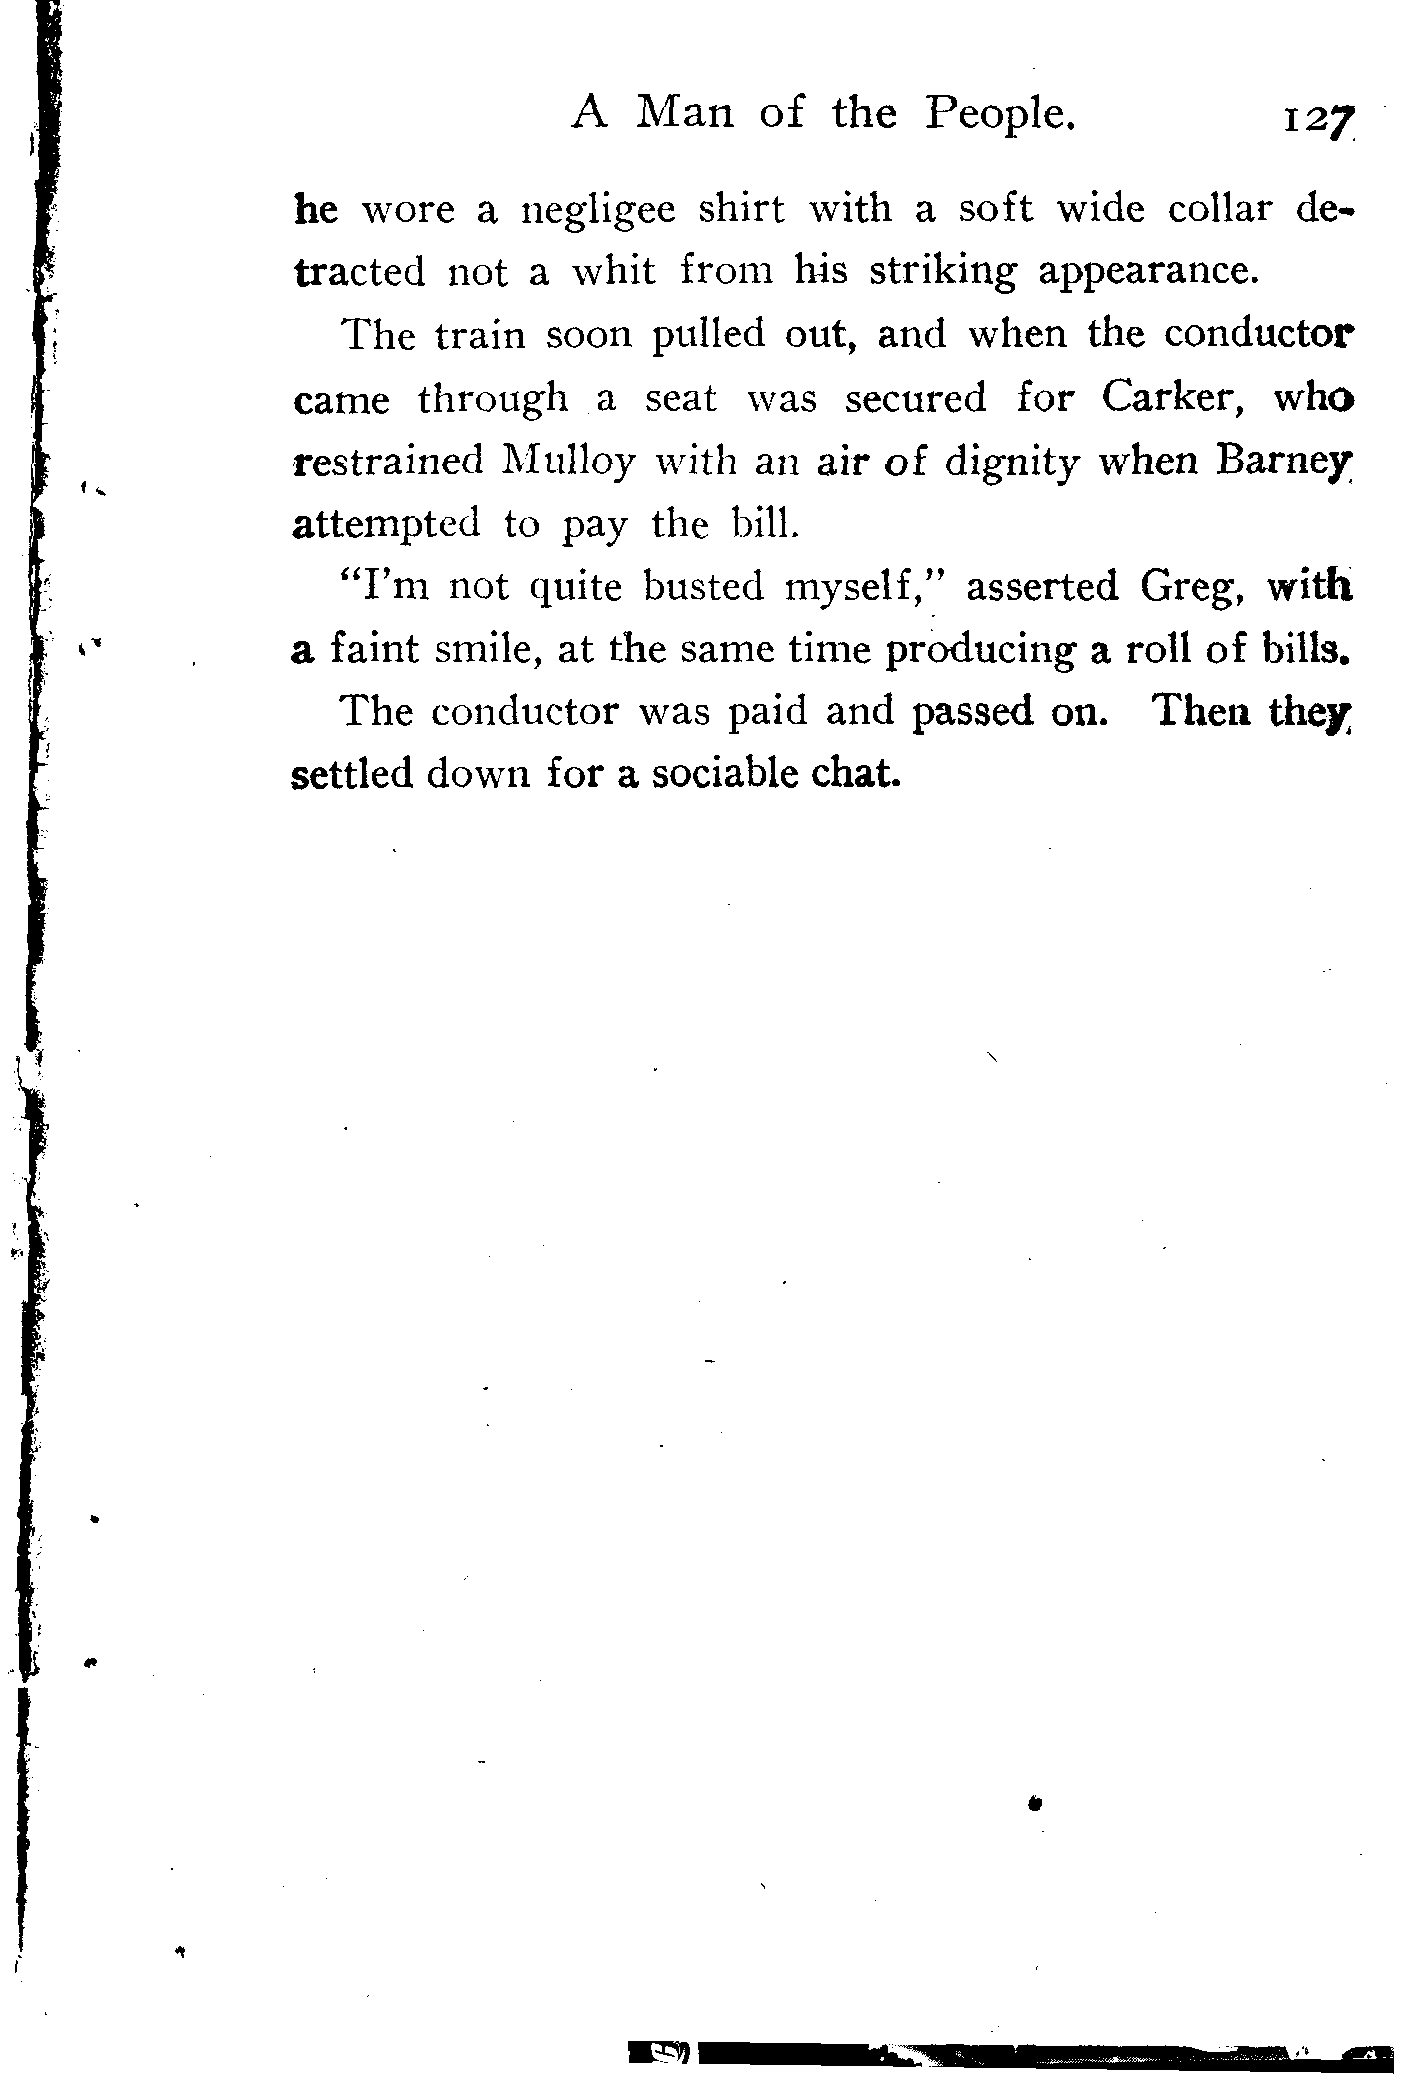 A Man of the People. 127
he wore a negligee shirt with a soft wide collar de-
tracted not a whit from his striking appearance.
The train soon pulled out, and when the conductor
came through a seat was secured for Carker, who
restrained Mulloy with an air of dignity when Barney
attempted to pay the bill.
“I’m not quite busted myself,” asserted Greg, with
a faint smile, at the same time producing a roll of bills.
The conductor was paid and passed on. Then they
settled down for a sociable chat.